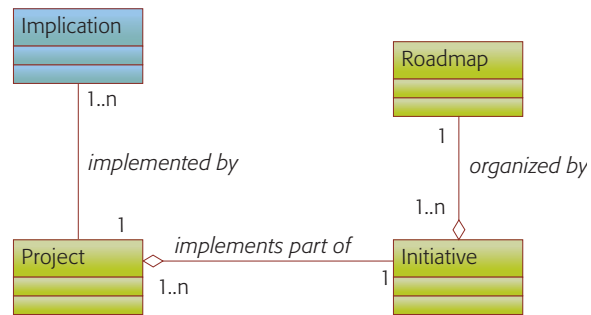 Implication
Roadmap
1..n
1
implemented by
organized by
1..n
1
implements part of
Project
Initiative
1..n
1